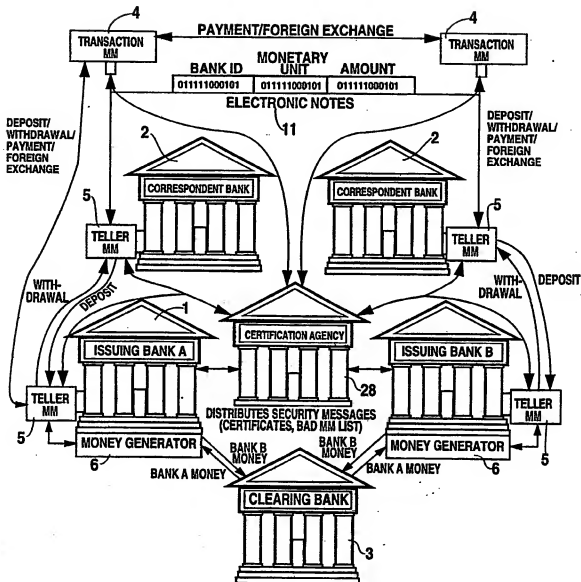 4
4
TRANSACTION
MM
PAYMENT/FOREIGN EXCHANGE
TRANSACTION
MM
MONETARY
BANK ID UNIT AMOUNT
011111000101 011111000101 011111000101
ELECTRONIC NOTES
11
DEPOSIT/
WITHDRAWAL/
PAYMENT/
FOREIGN
EXCHANGE
DEPOSIT/
WITHDRAWAL/
PAYMENT/
FOREIGN
EXCHANGE
2
2
CORRESPONDENT BANK
CORRESPONDENT BANK
5
5
TELLER
MM
TELLER
MM
WITH-
DRAWAL
DEPOSIT
WITH-
DRAWAL
DEPOSIT
1
CERTIFICATION AGENCY
ISSUING BANK A
ISSUING BANK B
28
DISTRIBUTES SECURITY MESSAGES
(CERTIFICATES, BAD MM LIST)
TELLER
MM
TELLER
MM
5
5
MONEY GENERATOR
MONEY GENERATOR
6
6
BANK B
MONEY
BANK A MONEY
BANK B
MONEY
BANK A MONEY
CLEARING BANK
3